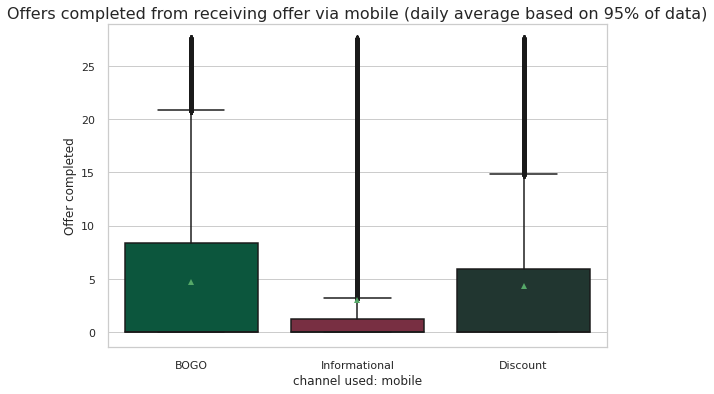 Offers completed from receiving offer via mobile (daily average based on 95% of data)
25
20
15
10
5
0
Offer completed
BOGO
Informational
Discount
channel used: mobile